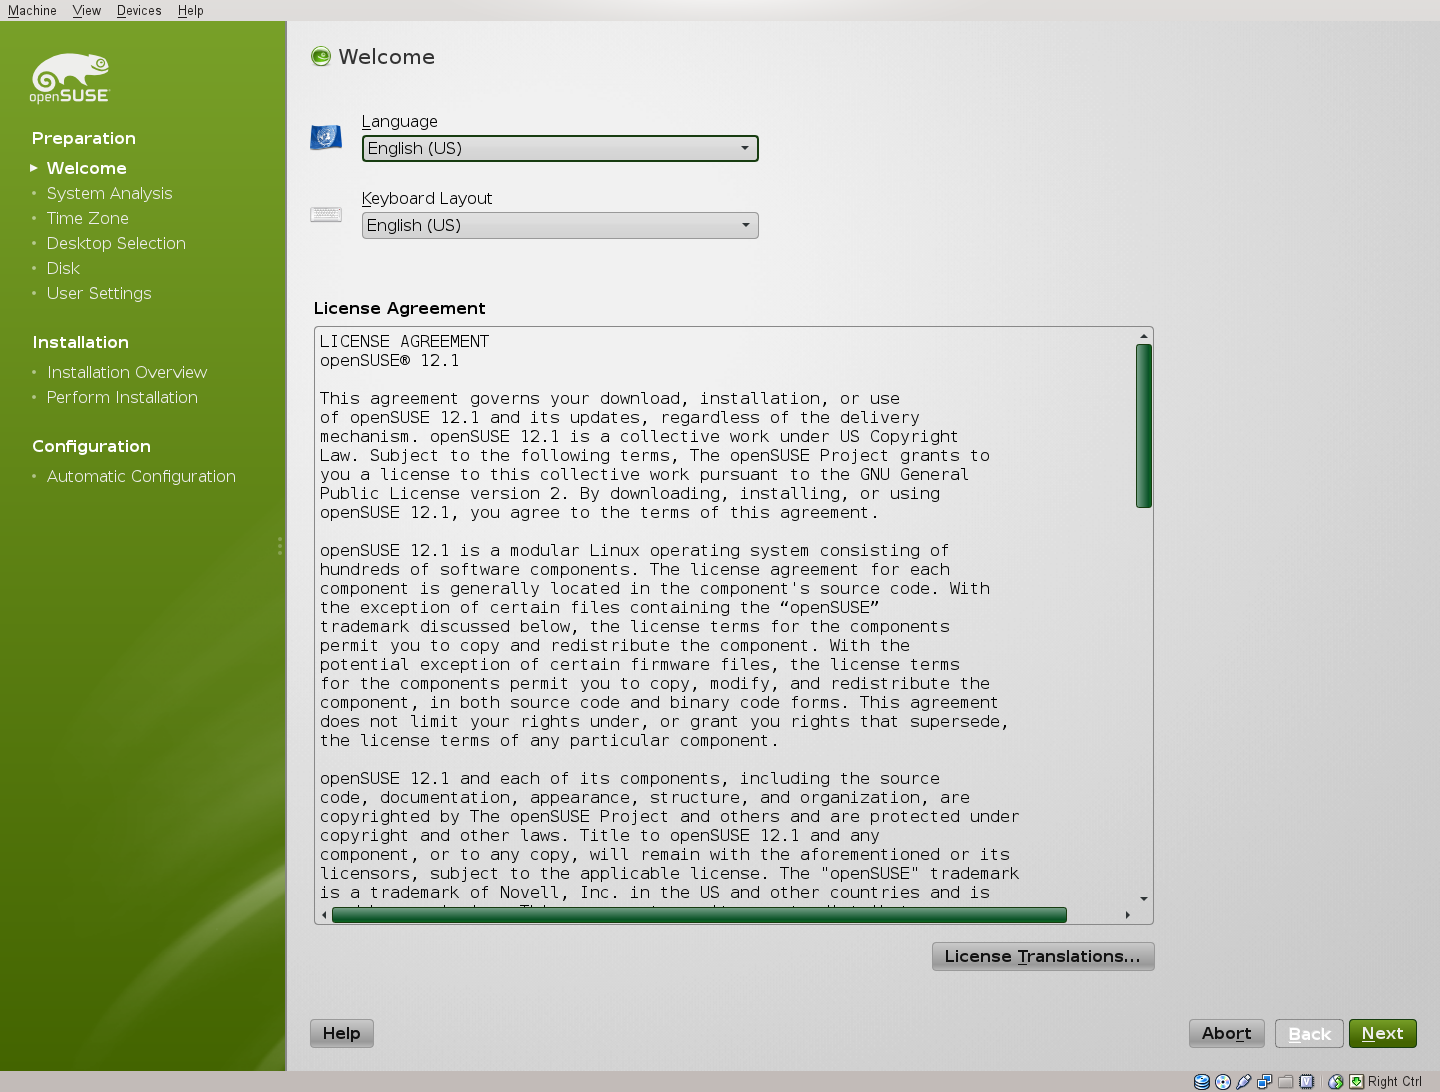 Machine View Devices Help
openSUSE
Preparation
Welcome
System Analysis
Time Zone
Desktop Selection
Disk
User Settings
Installation
Installation Overview
Perform Installation
Configuration
Automatic Configuration
Welcome
Language
English (US)
Keyboard Layout
English (US)
License Agreement
LICENSE AGREEMENT
openSUSE® 12.1
This agreement governs your download, installation, or use
of openSUSE 12.1 and its updates, regardless of the delivery
mechanism. openSUSE 12.1 is a collective work under US Copyright
Law. Subject to the following terms, The openSUSE Project grants to
you a license to this collective work pursuant to the GNU General
Public License version 2. By downloading, installing, or using
openSUSE 12.1, you agree to the terms of this agreement.
openSUSE 12.1 is a modular Linux operating system consisting of
hundreds of software components. The license agreement for each
component is generally located in the component's source code. With
the exception of certain files containing the “openSUSE”
trademark discussed below, the license terms for the components
permit you to copy and redistribute the component. With the
potential exception of certain firmware files, the license terms
for the components permit you to copy, modify, and redistribute the
component, in both source code and binary code forms. This agreement
does not limit your rights under, or grant you rights that supersede,
the license terms of any particular component.
openSUSE 12.1 and each of its components, including the source
code, documentation, appearance, structure, and organization, are
copyrighted by The openSUSE Project and others and are protected under
copyright and other laws. Title to openSUSE 12.1 and any
component, or to any copy, will remain with the aforementioned or its
licensors, subject to the applicable license. The "openSUSE" trademark
is a trademark of Novell, Inc. in the US and other countries and is
License Translations...
Help
Abort Back Next
Right Ctrl